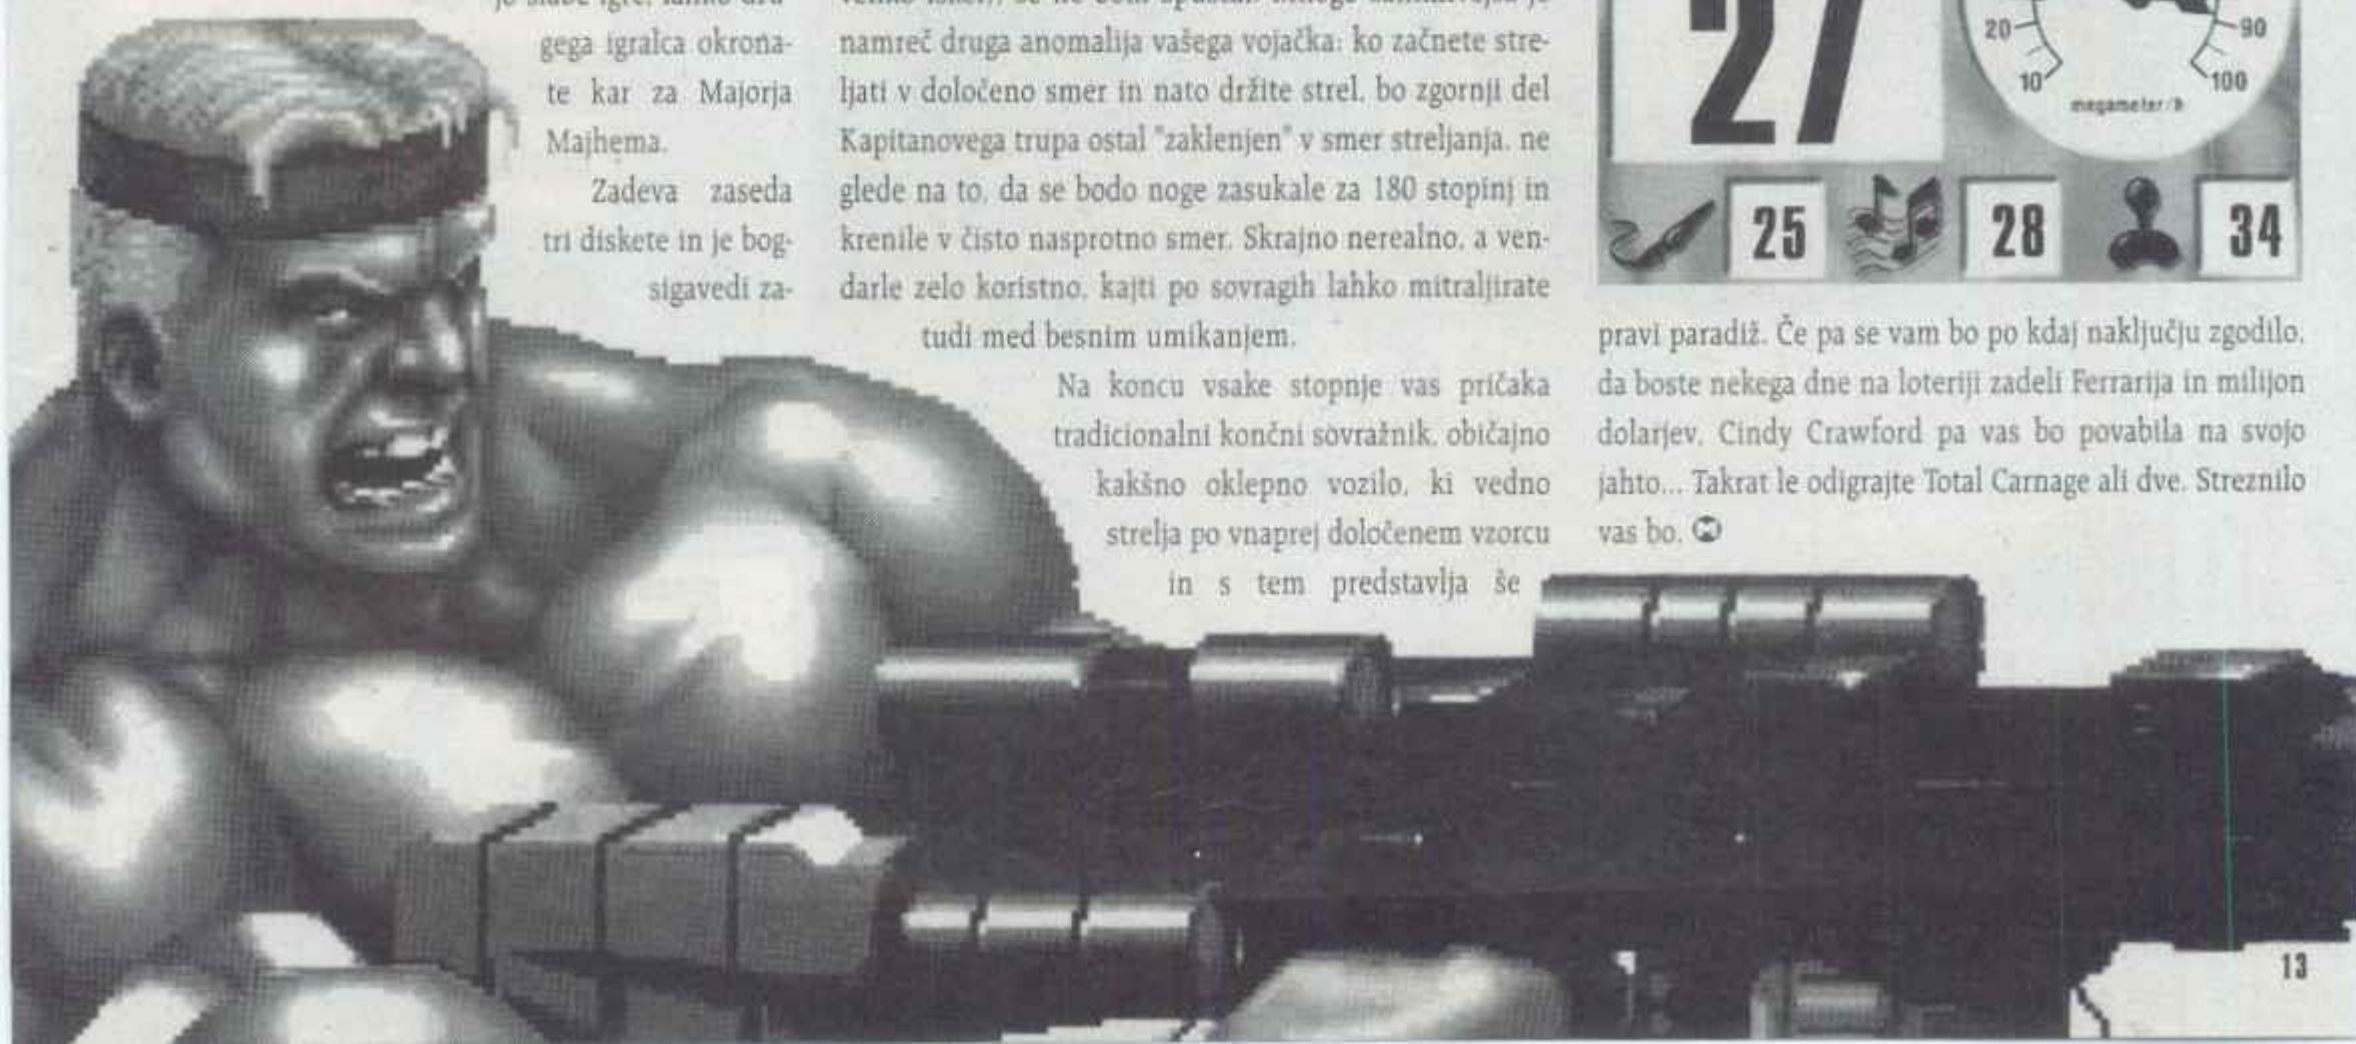 gega igralca okrona-
te kar za Majorja
Majhema.
Zadeva zaseda
tri diskete in je bog-
sigavedi za-
namreč druga anomalija vašega vojačka: ko začnete stre-
ljati v določeno smer in nato držite strel, bo zgornji del
Kapitanovega trupa ostal "zaklenjen" v smer streljanja, ne
glede na to, da se bodo noge zasukale za 180 stopinj in
krenile v čisto nasprotno smer. Skrajno nerealno, a ven-
darle zelo koristno, kajti po sovragih lahko mitraljirate
tudi med besnim umikanjem.
Na koncu vsake stopnje vas pričaka
tradicionalni končni sovražnik, običajno
kakšno oklepno vozilo, ki vedno
strelja po vnaprej določenem vzorcu
in s tem predstavlja še
27
20
90
10
100
megameter/h
25
28
34
pravi paradiž. Če pa se vam bo po kdaj naključju zgodilo,
da boste nekega dne na loteriji zadeli Ferrarija in milijon
dolarjev, Cindy Crawford pa vas bo povabila na svojo
jahto... Takrat le odigrajte Total Carnage ali dve. Streznilo
vas bo.
13